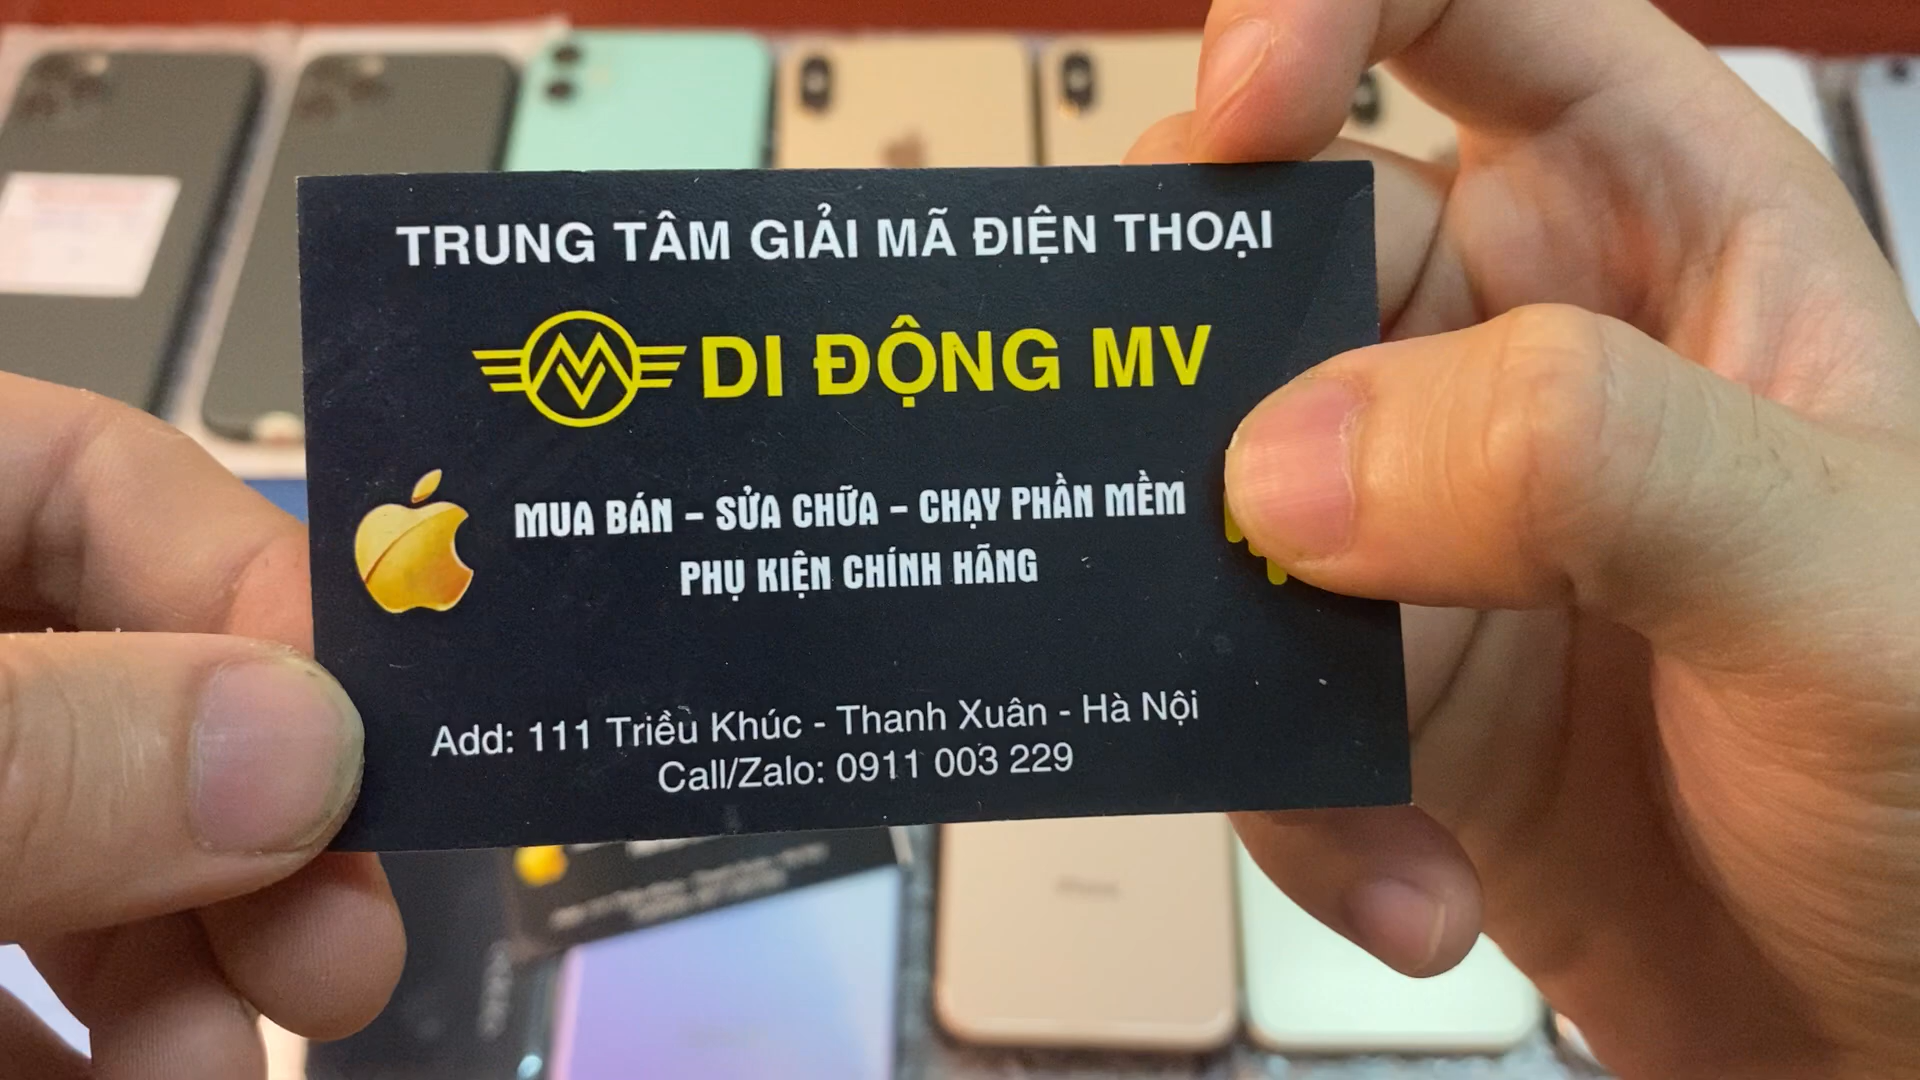 TRUNG TÂM GIẢI MÃ ĐIỆN THOẠI
DI ĐỘNG MV
MUA BÁN – SỬA CHỮA – CHẠY PHẦN MỀM
PHỤ KIỆN CHÍNH HÃNG
Add: 111 Triều Khúc - Thanh Xuân - Hà Nội
Call/Zalo: 0911 003 229